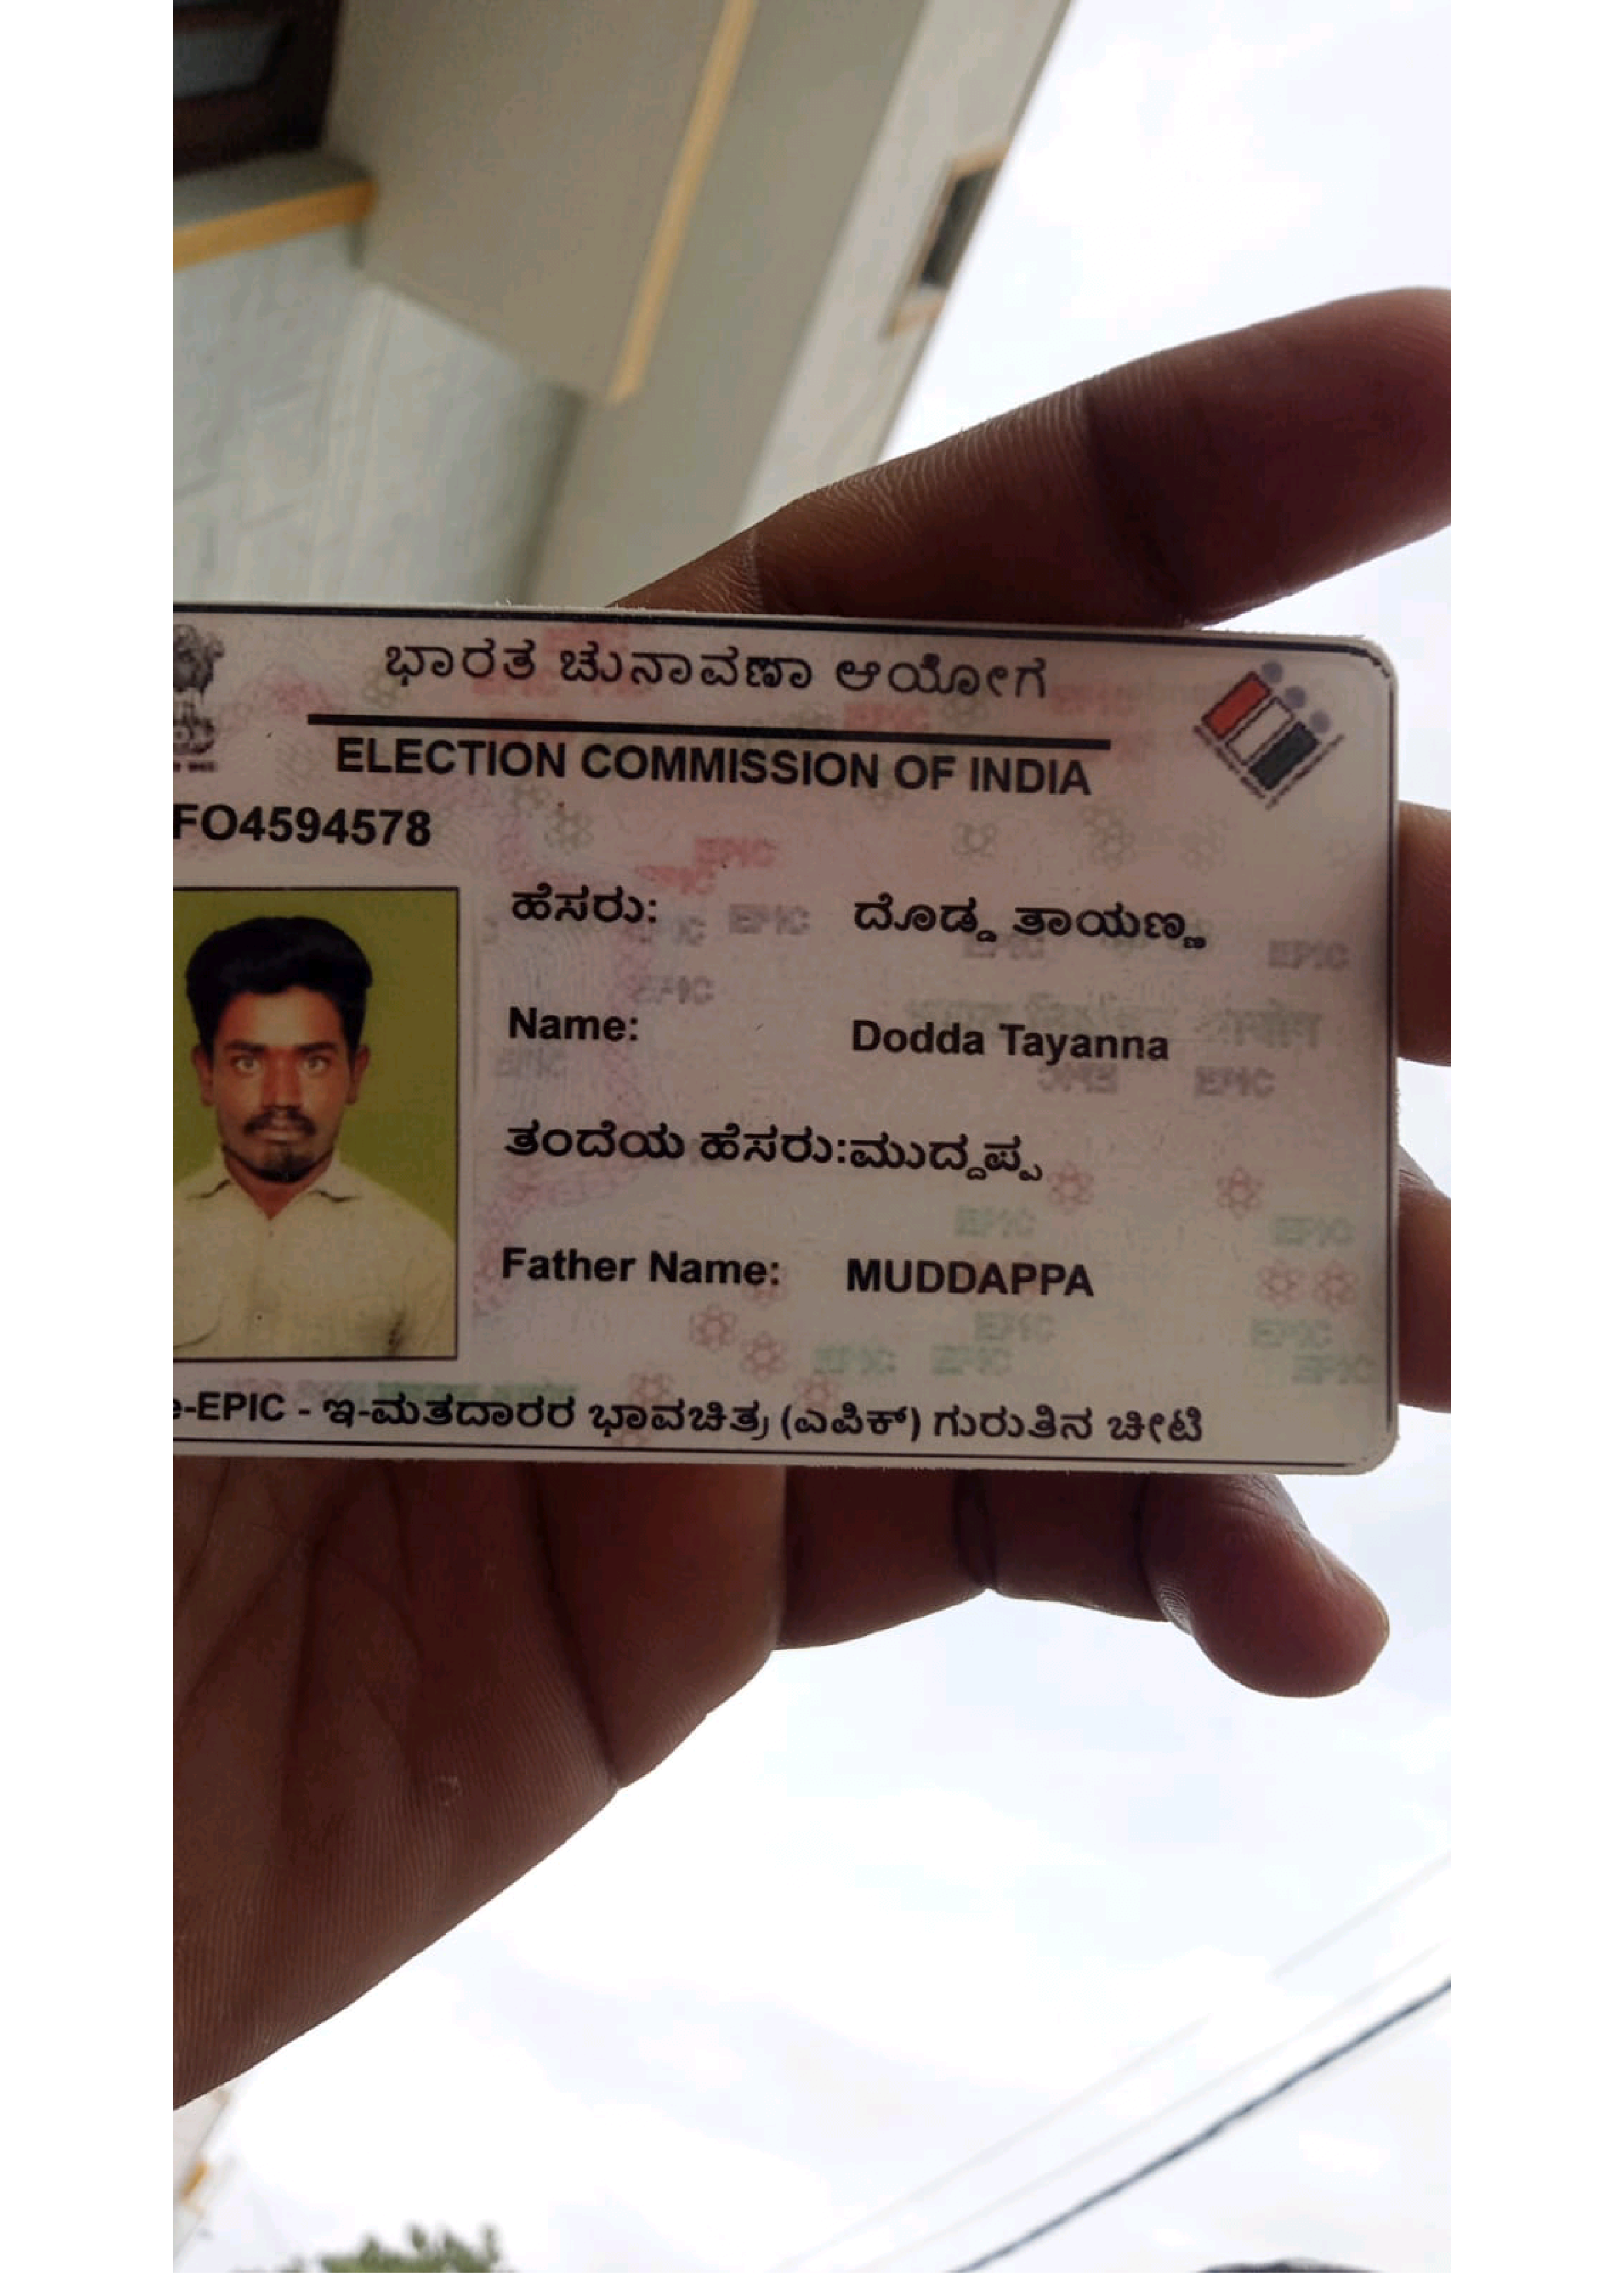 ಭಾರತ ಚುನಾವಣಾ ಆಯೋಗ
ELECTION COMMISSION OF INDIA
FO4594578
ಹೆಸರು: ದೊಡ್ಡ ತಾಯಣ್ಣ
Name: Dodda Tayanna
ತಂದೆಯ ಹೆಸರು:ಮುದ್ದಪ್ಪ
Father Name: MUDDAPPA
e-EPIC - ಇ-ಮತದಾರರ ಭಾವಚಿತ್ರ (ಎಪಿಕ್) ಗುರುತಿನ ಚೀಟಿ